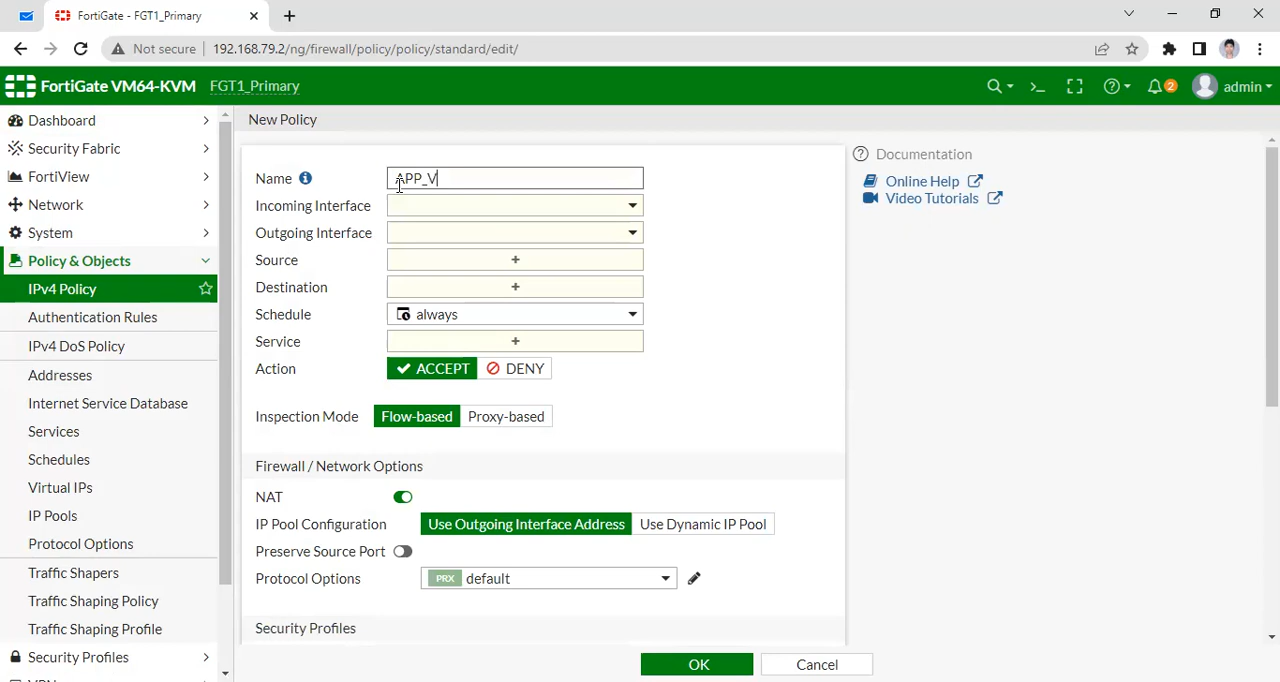 FortiGate - FGT1_Primary
Not secure 192.168.79.2/ng/firewall/policy/policy/standard/edit/
FortiGate VM64-KVM FGT1_Primary 2 admin
Dashboard
Security Fabric
FortiView
Network
System
Policy & Objects
IPv4 Policy
Authentication Rules
IPv4 DoS Policy
Addresses
Internet Service Database
Services
Schedules
Virtual IPs
IP Pools
Protocol Options
Traffic Shapers
Traffic Shaping Policy
Traffic Shaping Profile
Security Profiles
New Policy
Name APP_V
Incoming Interface
Outgoing Interface
Source +
Destination +
Schedule always
Service +
Action ACCEPT DENY
Inspection Mode Flow-based Proxy-based
Firewall / Network Options
NAT
IP Pool Configuration Use Outgoing Interface Address Use Dynamic IP Pool
Preserve Source Port
Protocol Options PRX default
Security Profiles
OK Cancel
Documentation
Online Help
Video Tutorials